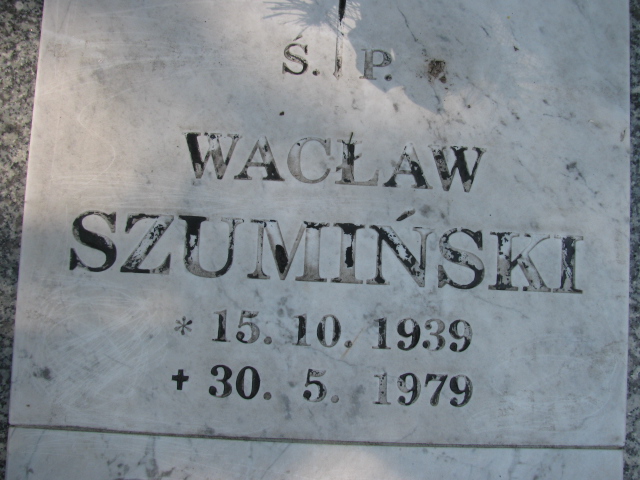 Ś. P.
WACŁAW
SZUMIŃSKI
* 15. 10. 1939
+ 30. 5. 1979